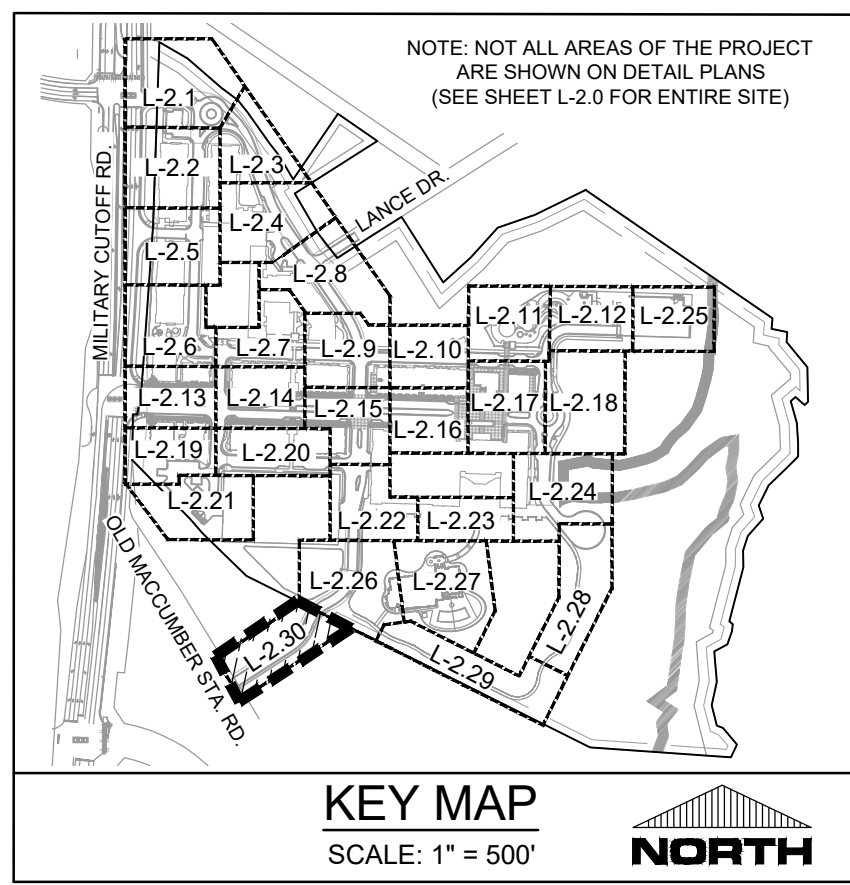 NOTE: NOT ALL AREAS OF THE PROJECT
ARE SHOWN ON DETAIL PLANS
(SEE SHEET L-2.0 FOR ENTIRE SITE)
MILITARY CUTOFF RD.
LANCE DR.
OLD MACCUMBER STA. RD.
L-2.1
L-2.2
L-2.3
L-2.4
L-2.5
L-2.6
L-2.7
L-2.8
L-2.9
L-2.10
L-2.11
L-2.12
L-2.25
L-2.13
L-2.14
L-2.15
L-2.16
L-2.17
L-2.18
L-2.19
L-2.20
L-2.21
L-2.22
L-2.23
L-2.24
L-2.26
L-2.27
L-2.28
L-2.29
L-2.30
KEY MAP
SCALE: 1" = 500'
NORTH